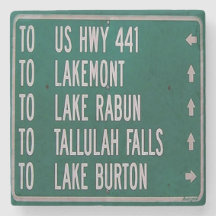 TO US HWY 441 ←
TO LAKEMONT ↑
TO LAKE RABUN ↑
TO TALLULAH FALLS ↑
TO LAKE BURTON →